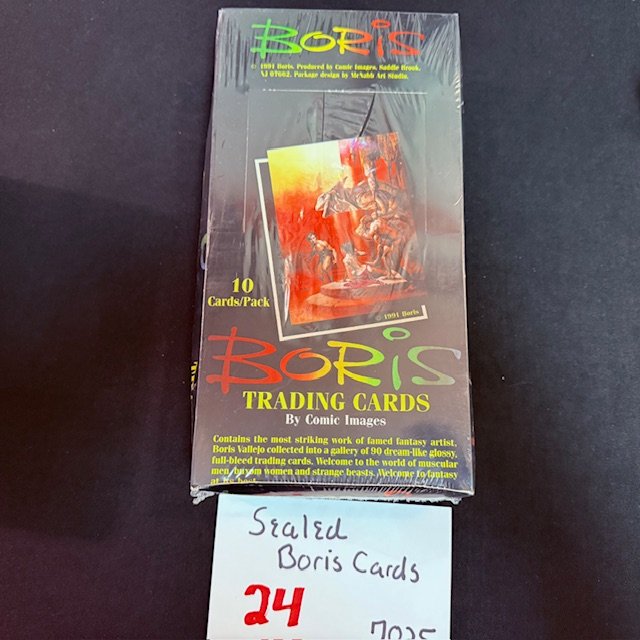 BORIS
© 1991 Boris. Produced by Comic Images, Saddle Brook,
NJ 07662. Package design by McNabb Art Studio.
10
Cards/Pack
© 1991 Boris
BORIS
TRADING CARDS
By Comic Images
Contains the most striking work of famed fantasy artist,
Boris Vallejo collected into a gallery of 90 dream-like glossy,
full-bleed trading cards. Welcome to the world of muscular
men, buxom women and strange beasts. Welcome to fantasy
at its best.
Sealed
Boris Cards
24
7025